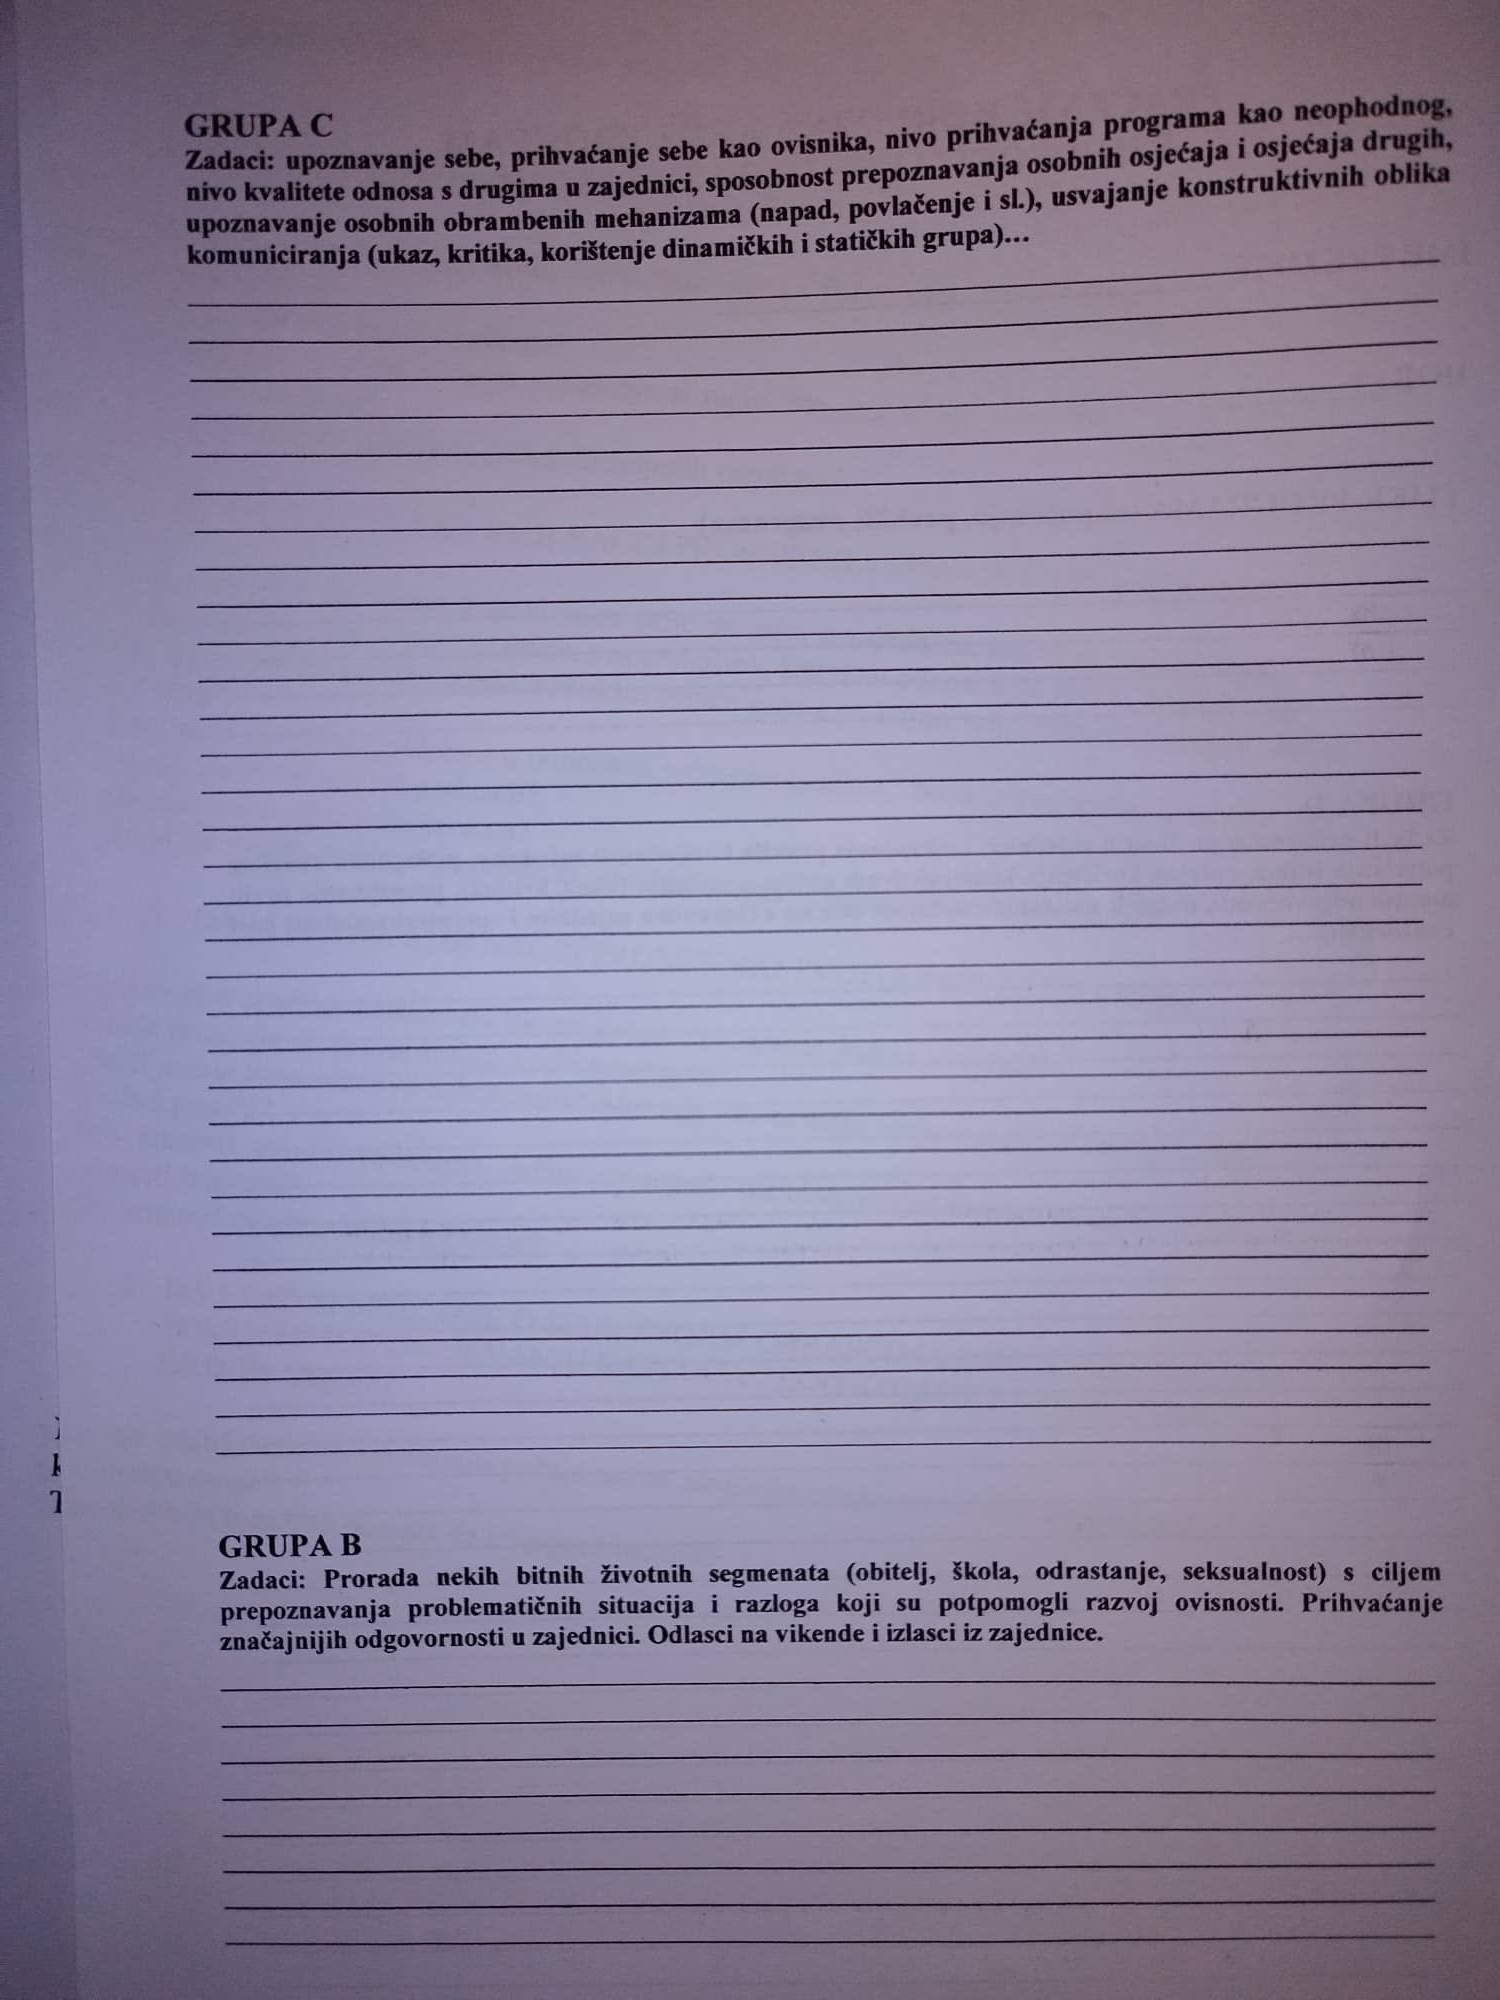 GRUPA C
Zadaci: upoznavanje sebe, prihvaćanje sebe kao ovisnika, nivo prihvaćanja programa kao neophodnog,
nivo kvalitete odnosa s drugima u zajednici, sposobnost prepoznavanja osobnih osjećaja i osjećaja drugih,
upoznavanje osobnih obrambenih mehanizama (napad, povlačenje i sl.), usvajanje konstruktivnih oblika
komuniciranja (ukaz, kritika, korištenje dinamičkih i statičkih grupa)...
GRUPA B
Zadaci: Prorada nekih bitnih životnih segmenata (obitelj, škola, odrastanje, seksualnost) s ciljem
prepoznavanja problematičnih situacija i razloga koji su potpomogli razvoj ovisnosti. Prihvaćanje
značajnijih odgovornosti u zajednici. Odlasci na vikende i izlasci iz zajednice.